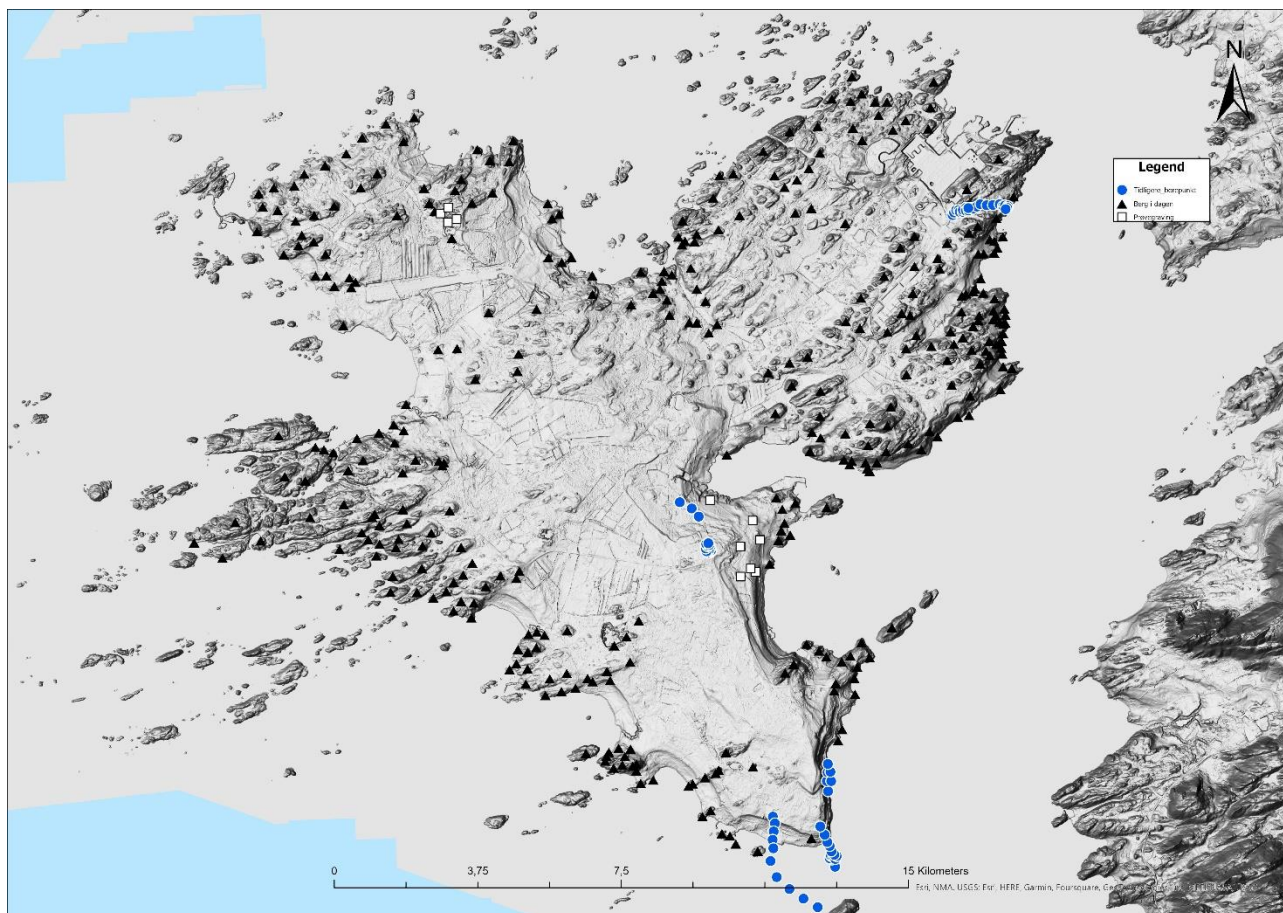 N
Legend
Tidligere_borepunkt
Berg i dagen
Prøvegraving
0 3,75 7,5 15 Kilometers
Esri, NMA, USGS; Esri, HERE, Garmin, Foursquare,